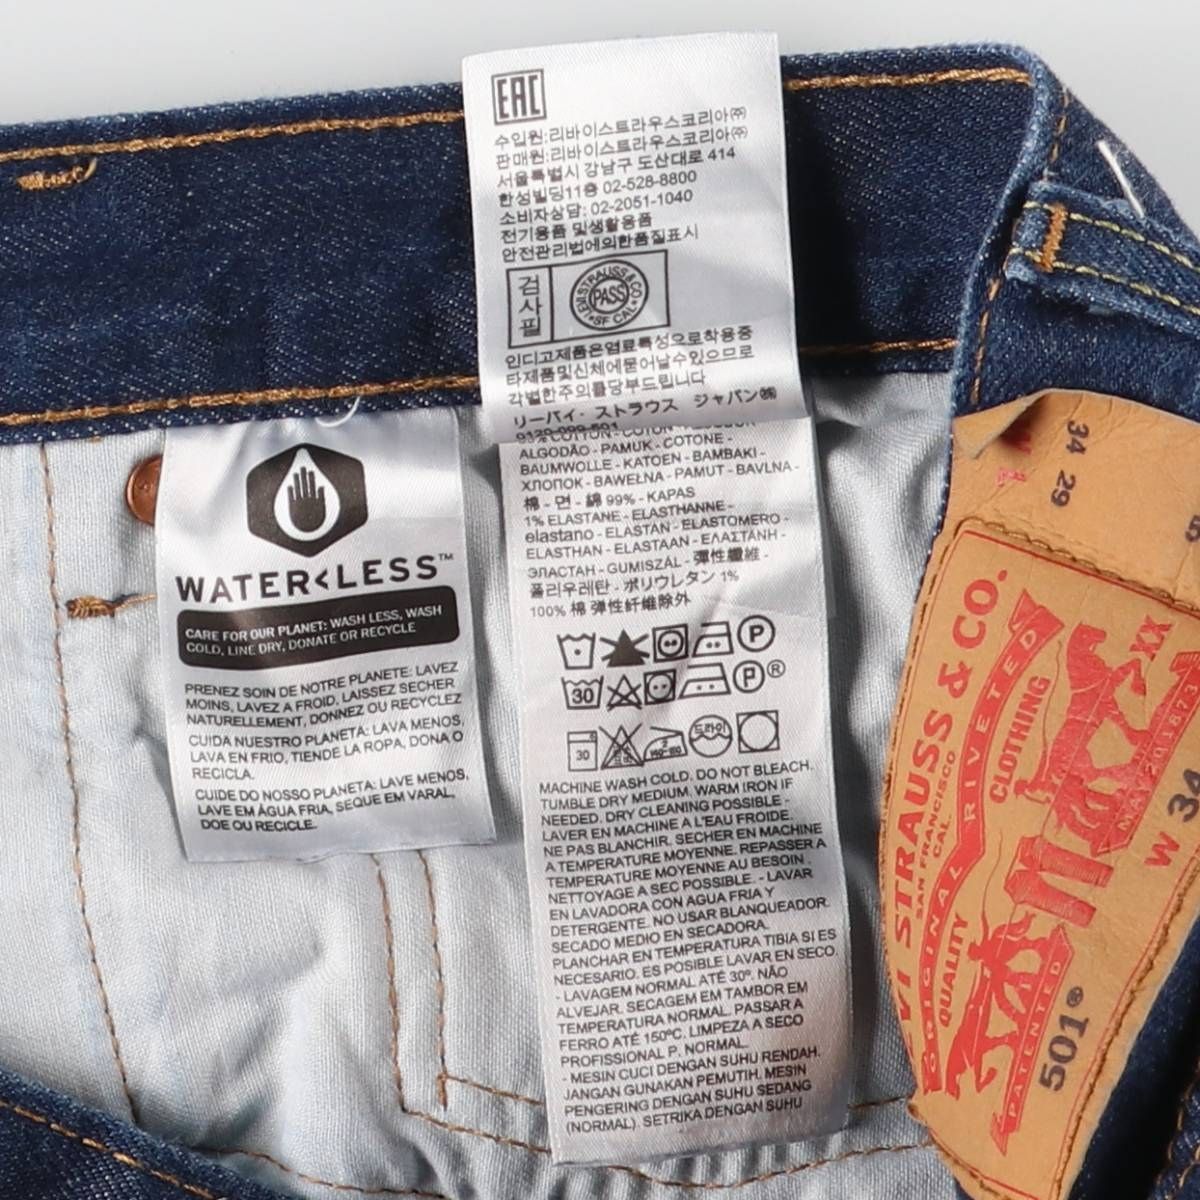 EAC
수입원:리바이스트라우스코리아㈜
판매원:리바이스트라우스코리아㈜
서울특별시 강남구 도산대로 414
한성빌딩11층 02-528-8800
소비자상담: 02-2051-1040
전기용품 및생활용품
안전관리법에의한품질표시
검사필
LEVI STRAUSS & CO
PASS
SF CAL
인디고제품은염료특성으로착용중
타제품및신체에묻어날수있으므로
각별한주의를당부드립니다
リーバイ・ストラウス ジャパン㈱
0120-099-501
ALGODÃO - PAMUK - COTONE -
BAUMWOLLE - KATOEN - BAMBAKI -
ХЛОПОК - BAWEŁNA - PAMUT - BAVLNA -
棉 - 면 - 綿 99% - KAPAS
1% ELASTANE - ELASTHANNE -
elastano - ELASTAN - ELASTOMERO -
ELASTHAN - ELASTAAN - ΕΛΑΣΤΑΝΗ -
ЭЛАСТАН - GUMISZÁL - 彈性纖維 -
폴리우레탄 - ポリウレタン 1%
100% 棉 弹性纤维除外
P
30 P®
30 드라이
MACHINE WASH COLD. DO NOT BLEACH.
TUMBLE DRY MEDIUM. WARM IRON IF
NEEDED. DRY CLEANING POSSIBLE -
LAVER EN MACHINE A L'EAU FROIDE.
NE PAS BLANCHIR. SECHER EN MACHINE
A TEMPERATURE MOYENNE. REPASSER A
TEMPERATURE MOYENNE AU BESOIN .
NETTOYAGE A SEC POSSIBLE. - LAVAR
EN LAVADORA CON AGUA FRIA Y
DETERGENTE. NO USAR BLANQUEADOR.
SECADO MEDIO EN SECADORA.
PLANCHAR EN TEMPERATURA TIBIA SI ES
NECESARIO. ES POSIBLE LAVAR EN SECO.
- LAVAGEM NORMAL ATÉ 30º. NÃO
ALVEJAR. SECAGEM EM TAMBOR EM
TEMPERATURA NORMAL. PASSAR A
FERRO ATÉ 150ºC. LIMPEZA A SECO
PROFISSIONAL P. NORMAL.
- MESIN CUCI DENGAN SUHU RENDAH.
JANGAN GUNAKAN PEMUTIH. MESIN
PENGERING DENGAN SUHU SEDANG
(NORMAL). SETRIKA DENGAN SUHU
WATER<LESS™
CARE FOR OUR PLANET: WASH LESS, WASH
COLD, LINE DRY, DONATE OR RECYCLE
PRENEZ SOIN DE NOTRE PLANETE: LAVEZ
MOINS, LAVEZ A FROID, LAISSEZ SECHER
NATURELLEMENT, DONNEZ OU RECYCLEZ
CUIDA NUESTRO PLANETA: LAVA MENOS,
LAVA EN FRIO, TIENDE LA ROPA, DONA O
RECICLA.
CUIDE DO NOSSO PLANETA: LAVE MENOS,
LAVE EM ÁGUA FRIA, SEQUE EM VARAL,
DOE OU RECICLE.
34 29
VI STRAUSS & CO.
SAN FRANCISCO
CAL
ORIGINAL RIVETED
QUALITY CLOTHING
XX
PATENTED
MAY 20 1873
501®
W 34